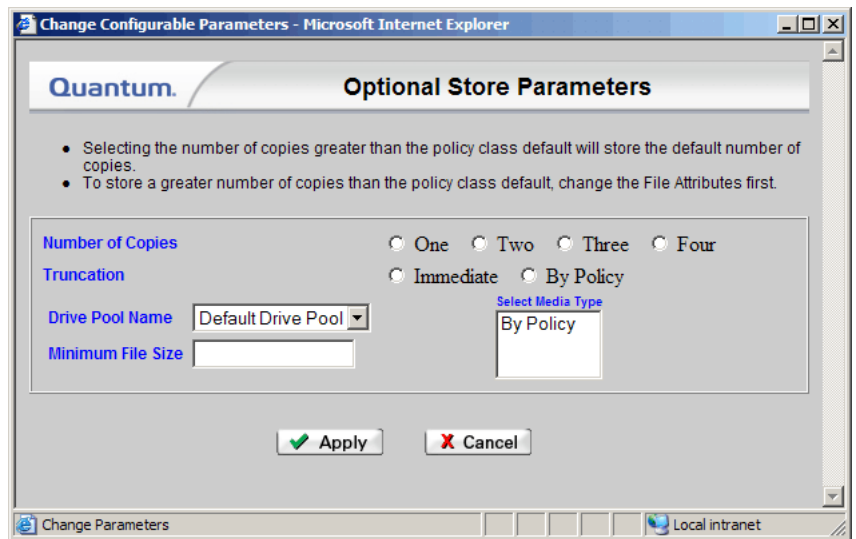 Change Configurable Parameters - Microsoft Internet Explorer
Quantum.
Optional Store Parameters
Selecting the number of copies greater than the policy class default will store the default number of
copies.
To store a greater number of copies than the policy class default, change the File Attributes first.
Number of Copies One Two Three Four
Truncation Immediate By Policy
Select Media Type
Drive Pool Name Default Drive Pool By Policy
Minimum File Size
Apply Cancel
Change Parameters Local intranet